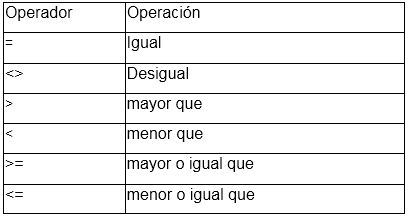 Operador Operación
= Igual
<> Desigual
> mayor que
< menor que
>= mayor o igual que
<= menor o igual que